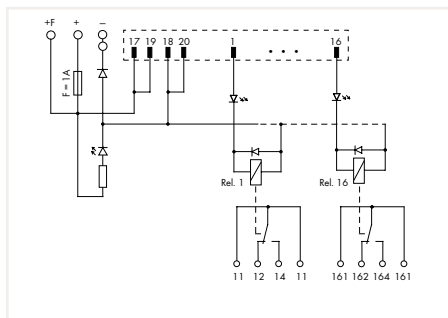 +F + –
17 19 18 20 1 • • • 16
F = 1A
Rel. 1 Rel. 16
11 12 14 11 161 162 164 161